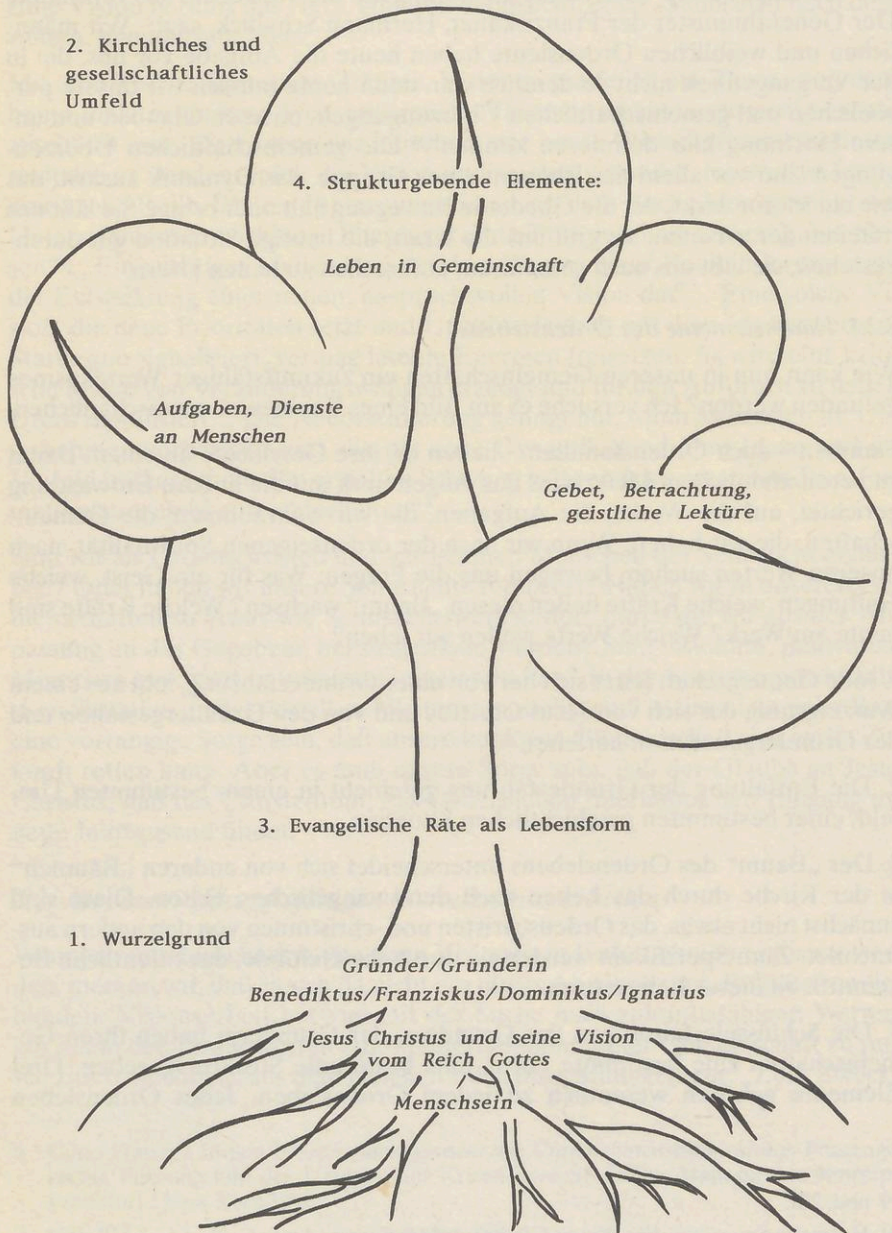 2. Kirchliches und
gesellschaftliches
Umfeld
4. Strukturgebende Elemente:
Leben in Gemeinschaft
Aufgaben, Dienste
an Menschen
Gebet, Betrachtung,
geistliche Lektüre
3. Evangelische Räte als Lebensform
1. Wurzelgrund
Gründer/Gründerin
Benediktus/Franziskus/Dominikus/Ignatius
Jesus Christus und seine Vision
vom Reich Gottes
Menschsein